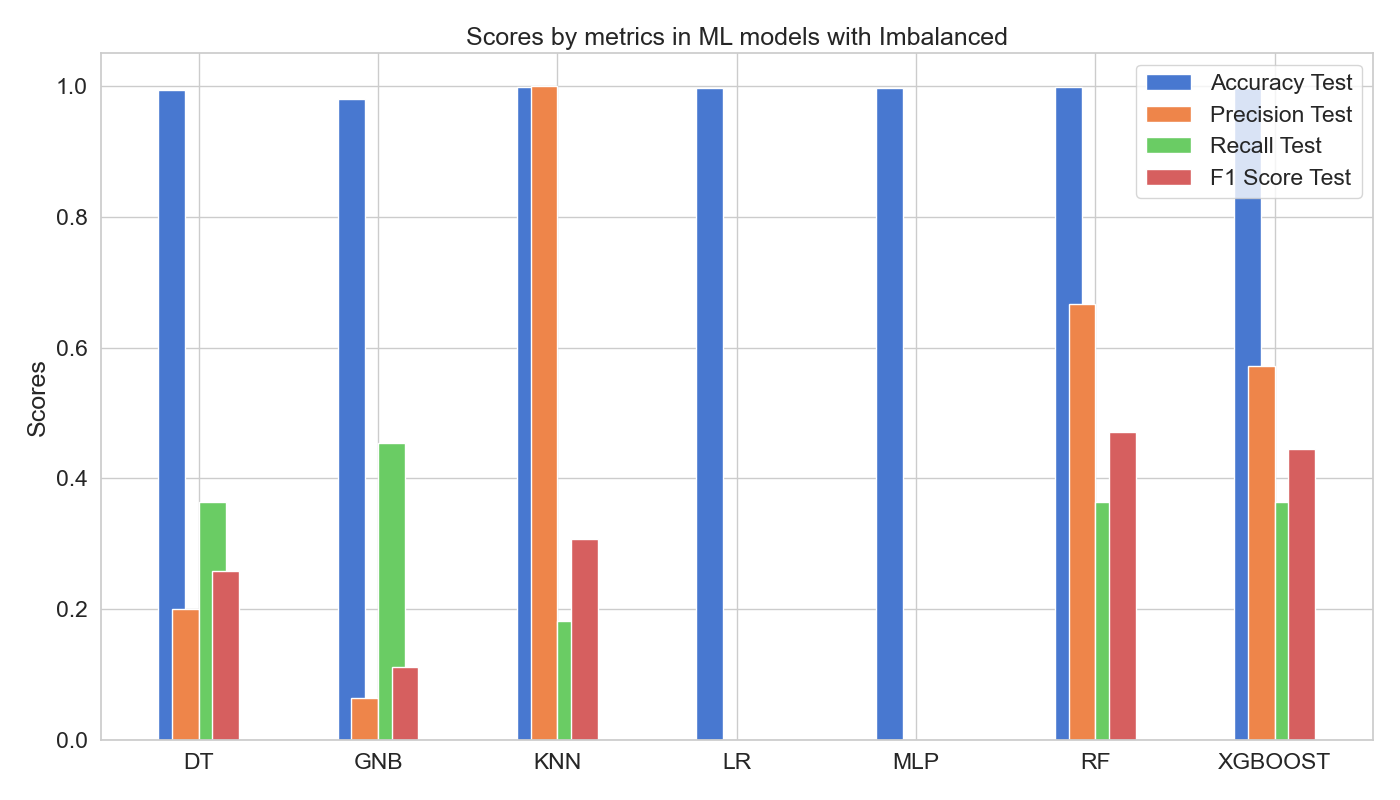 Scores by metrics in ML models with Imbalanced
Accuracy Test
Precision Test
Recall Test
F1 Score Test
Scores
1.0
0.8
0.6
0.4
0.2
0.0
DT
GNB
KNN
LR
MLP
RF
XGBOOST